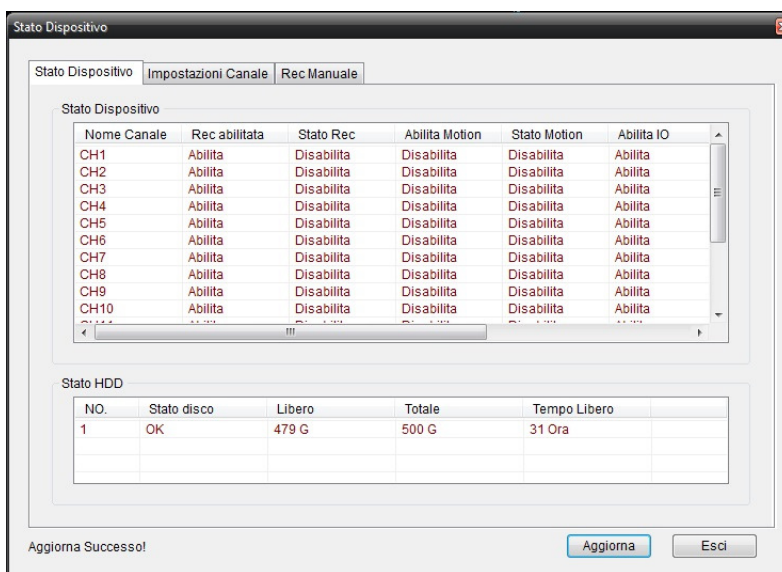 Stato Dispositivo
Stato Dispositivo Impostazioni Canale Rec Manuale
Stato Dispositivo
Nome Canale Rec abilitata Stato Rec Abilita Motion Stato Motion Abilita IO
CH1 Abilita Disabilita Disabilita Disabilita Abilita
CH2 Abilita Disabilita Disabilita Disabilita Abilita
CH3 Abilita Disabilita Disabilita Disabilita Abilita
CH4 Abilita Disabilita Disabilita Disabilita Abilita
CH5 Abilita Disabilita Disabilita Disabilita Abilita
CH6 Abilita Disabilita Disabilita Disabilita Abilita
CH7 Abilita Disabilita Disabilita Disabilita Abilita
CH8 Abilita Disabilita Disabilita Disabilita Abilita
CH9 Abilita Disabilita Disabilita Disabilita Abilita
CH10 Abilita Disabilita Disabilita Disabilita Abilita
Stato HDD
NO. Stato disco Libero Totale Tempo Libero
1 OK 479 G 500 G 31 Ora
Aggiorna Successo! Aggiorna Esci